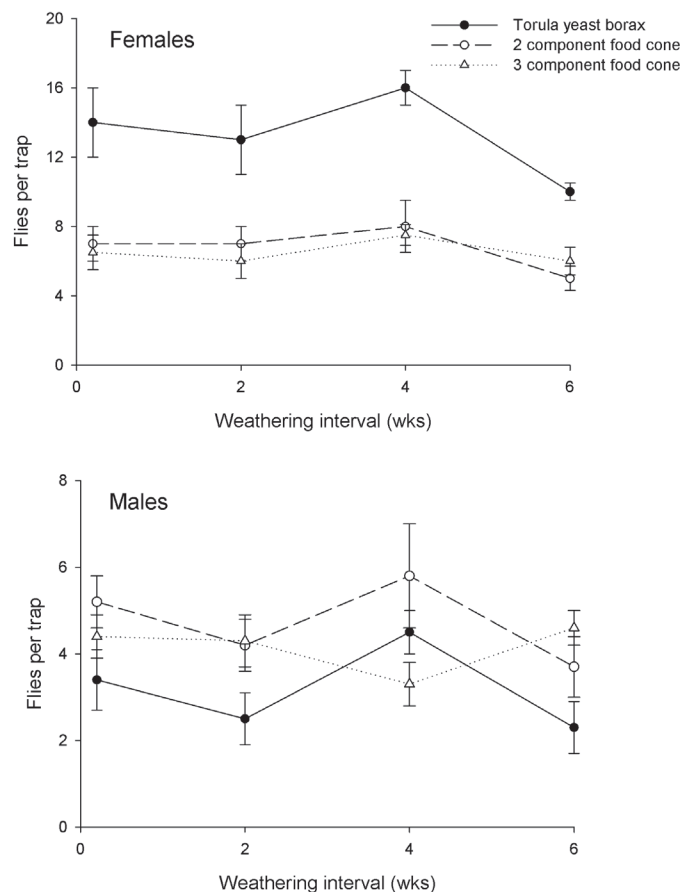 Females
Torula yeast borax
2 component food cone
3 component food cone
20
16
12
8
4
0
Flies per trap
0 2 4 6
Weathering interval (wks)
Males
8
6
4
2
0
Flies per trap
0 2 4 6
Weathering interval (wks)